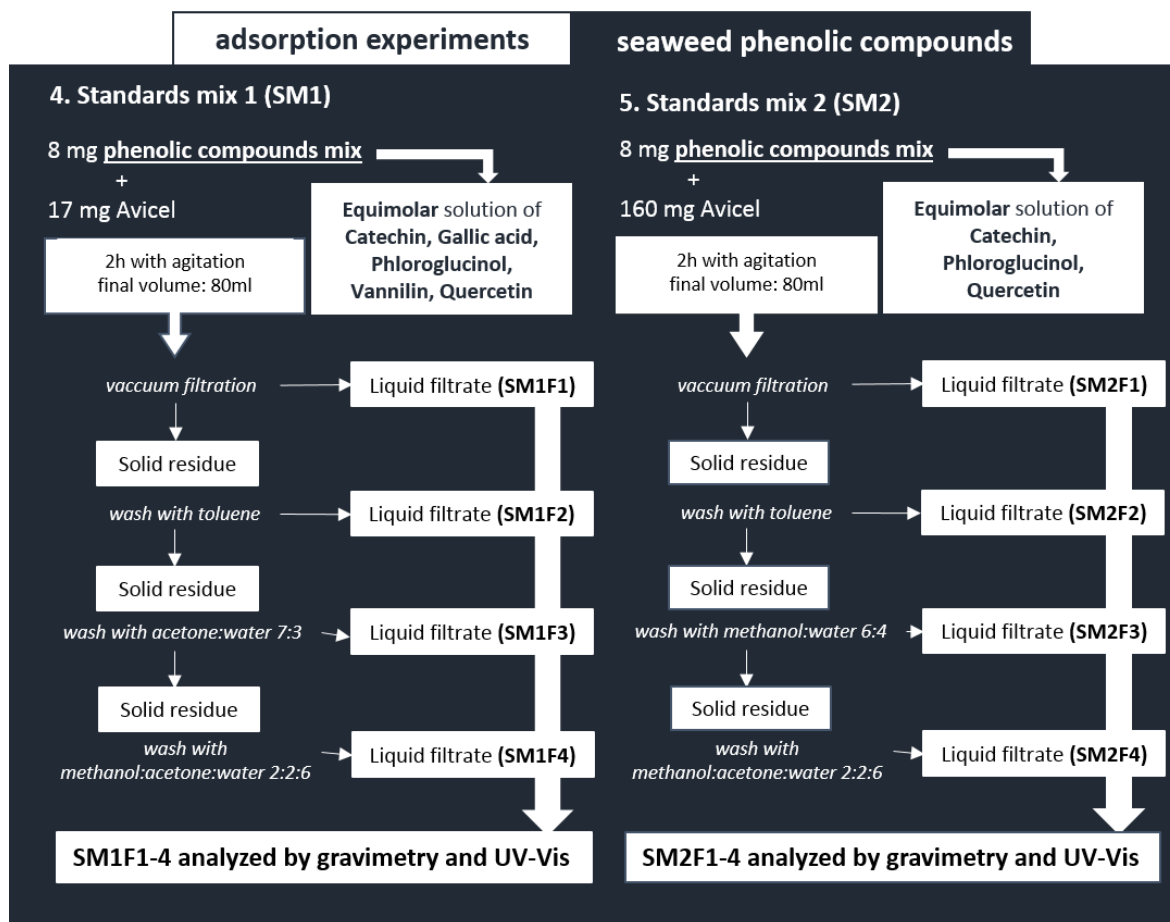 adsorption experiments
seaweed phenolic compounds
4. Standards mix 1 (SM1)
8 mg phenolic compounds mix
+
17 mg Avicel
Equimolar solution of
Catechin, Gallic acid,
Phloroglucinol,
Vannilin, Quercetin
2h with agitation
final volume: 80ml
vaccuum filtration
Liquid filtrate (SM1F1)
Solid residue
wash with toluene
Liquid filtrate (SM1F2)
Solid residue
wash with acetone:water 7:3
Liquid filtrate (SM1F3)
Solid residue
wash with
methanol:acetone:water 2:2:6
Liquid filtrate (SM1F4)
SM1F1-4 analyzed by gravimetry and UV-Vis
5. Standards mix 2 (SM2)
8 mg phenolic compounds mix
+
160 mg Avicel
Equimolar solution of
Catechin,
Phloroglucinol,
Quercetin
2h with agitation
final volume: 80ml
vaccuum filtration
Liquid filtrate (SM2F1)
Solid residue
wash with toluene
Liquid filtrate (SM2F2)
Solid residue
wash with methanol:water 6:4
Liquid filtrate (SM2F3)
Solid residue
wash with
methanol:acetone:water 2:2:6
Liquid filtrate (SM2F4)
SM2F1-4 analyzed by gravimetry and UV-Vis